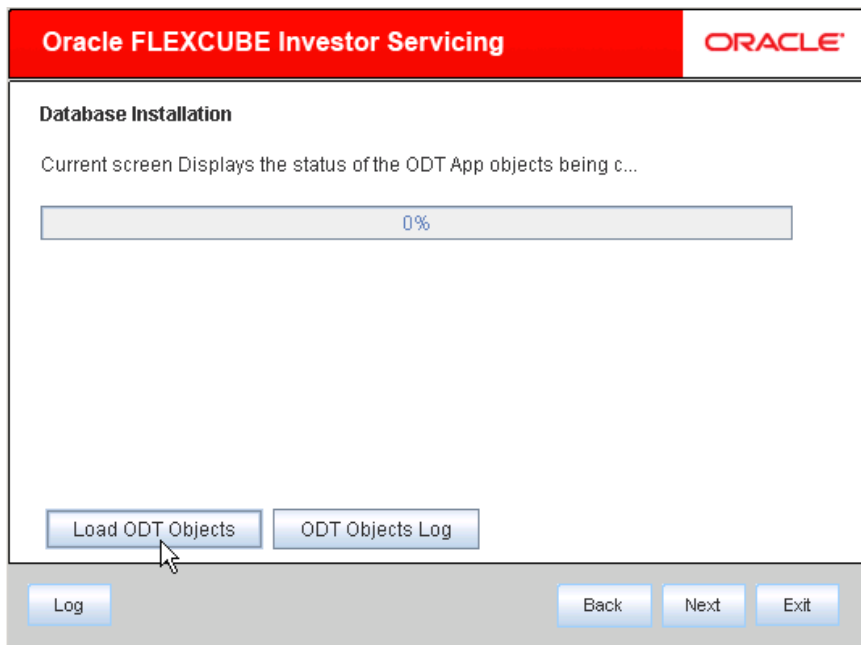 Oracle FLEXCUBE Investor Servicing
ORACLE
Database Installation
Current screen Displays the status of the ODT App objects being c...
0%
Load ODT Objects
ODT Objects Log
Log
Back
Next
Exit